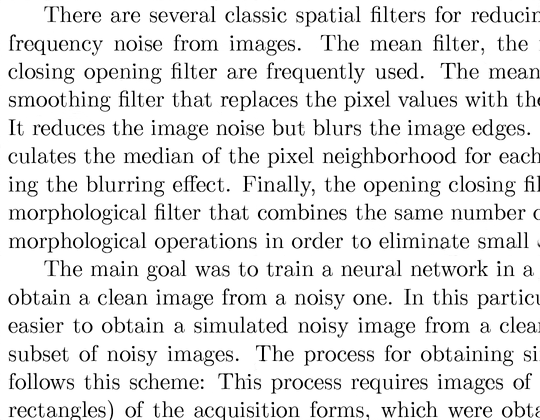 There are several classic spatial filters for reducin
frequency noise from images. The mean filter, the
closing opening filter are frequently used. The mean
smoothing filter that replaces the pixel values with the
It reduces the image noise but blurs the image edges.
culates the median of the pixel neighborhood for each
ing the blurring effect. Finally, the opening closing fil
morphological filter that combines the same number o
morphological operations in order to eliminate small
The main goal was to train a neural network in a
obtain a clean image from a noisy one. In this particu
easier to obtain a simulated noisy image from a clean
subset of noisy images. The process for obtaining si
follows this scheme: This process requires images of
rectangles) of the acquisition forms, which were obta